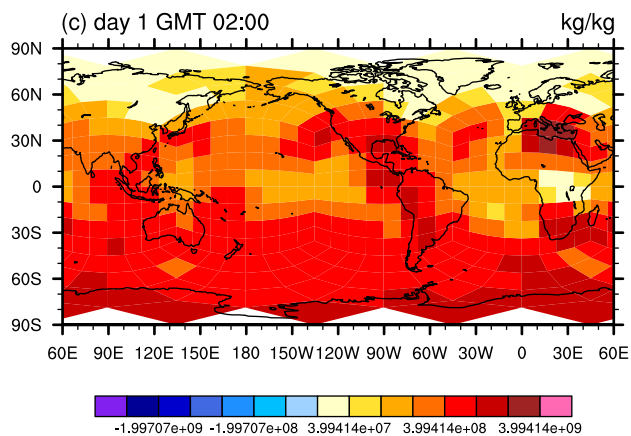 (c) day 1 GMT 02:00 kg/kg
90N
60N
30N
0
30S
60S
90S
60E 90E 120E 150E 180 150W 120W 90W 60W 30W 0 30E 60E
-1.99707e+09 -1.99707e+08 3.99414e+07 3.99414e+08 3.99414e+09